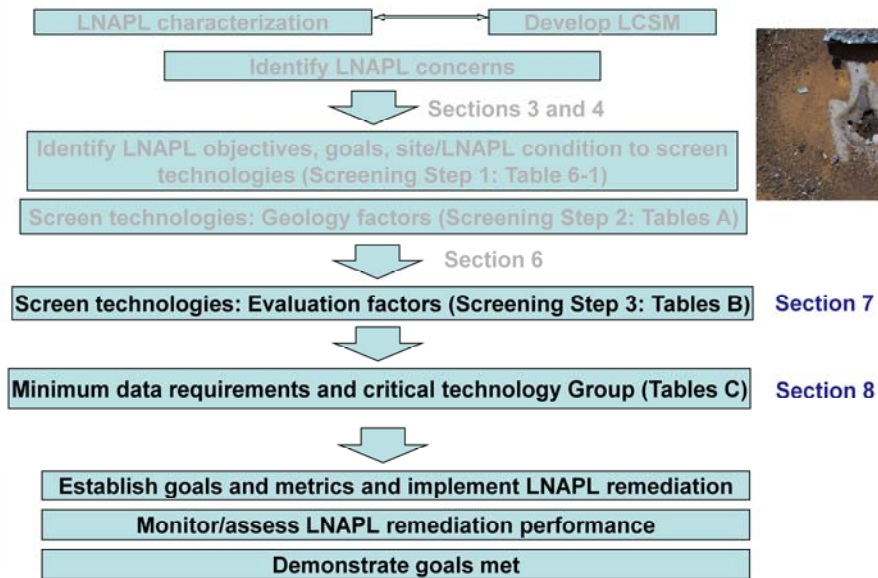 LNAPL characterization
Develop LCSM
Identify LNAPL concerns
Sections 3 and 4
Identify LNAPL objectives, goals, site/LNAPL condition to screen
technologies (Screening Step 1: Table 6-1)
Screen technologies: Geology factors (Screening Step 2: Tables A)
Section 6
Screen technologies: Evaluation factors (Screening Step 3: Tables B)
Section 7
Minimum data requirements and critical technology Group (Tables C)
Section 8
Establish goals and metrics and implement LNAPL remediation
Monitor/assess LNAPL remediation performance
Demonstrate goals met